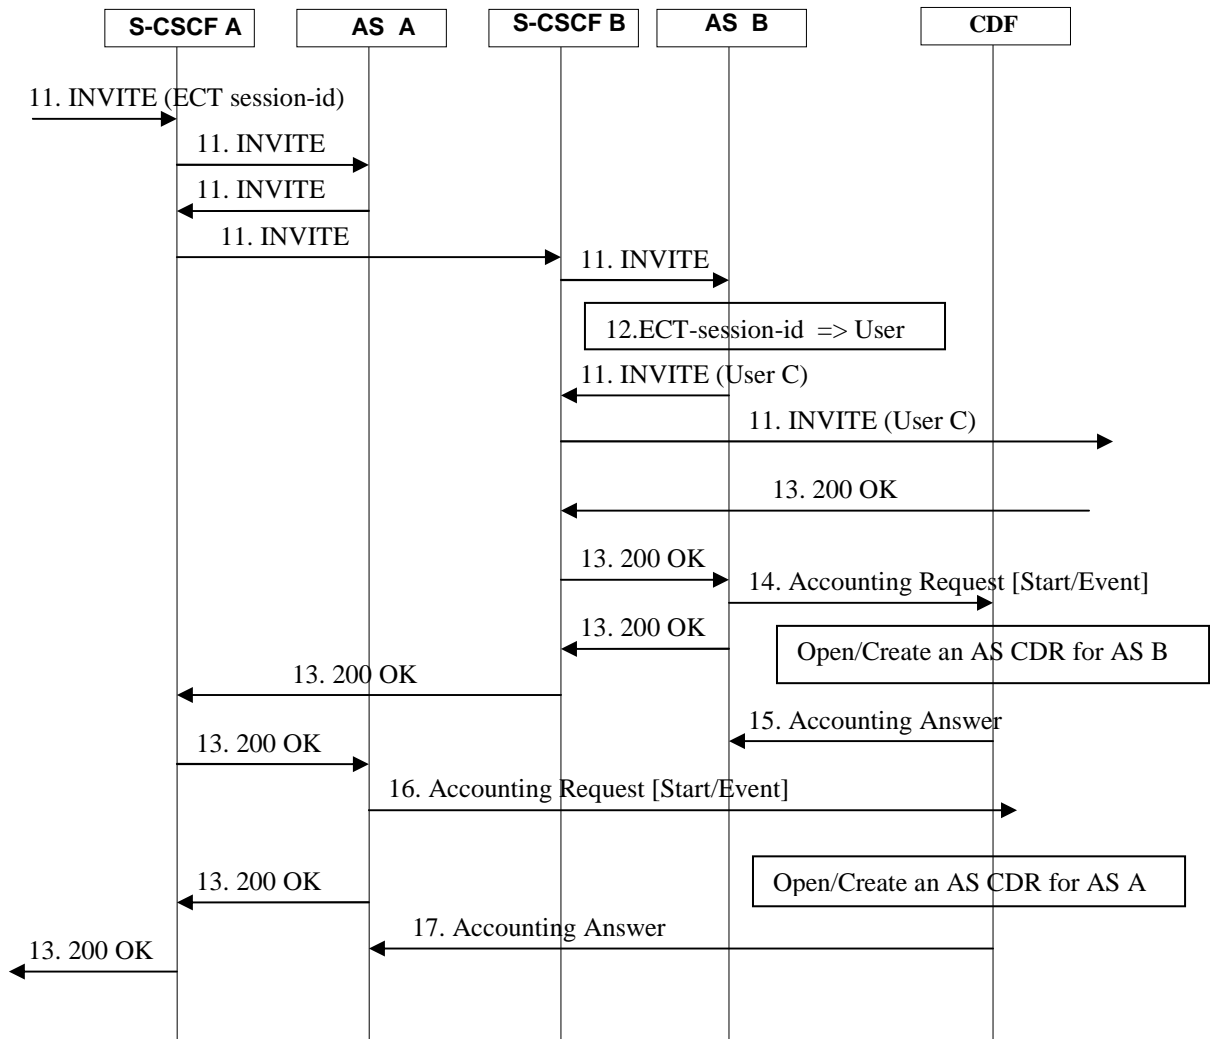 S-CSCF A
AS A
S-CSCF B
AS B
CDF
11. INVITE (ECT session-id)
11. INVITE
11. INVITE
11. INVITE
11. INVITE
12.ECT-session-id => User
11. INVITE (User C)
11. INVITE (User C)
13. 200 OK
13. 200 OK
14. Accounting Request [Start/Event]
13. 200 OK
Open/Create an AS CDR for AS B
13. 200 OK
15. Accounting Answer
13. 200 OK
16. Accounting Request [Start/Event]
Open/Create an AS CDR for AS A
13. 200 OK
17. Accounting Answer
13. 200 OK